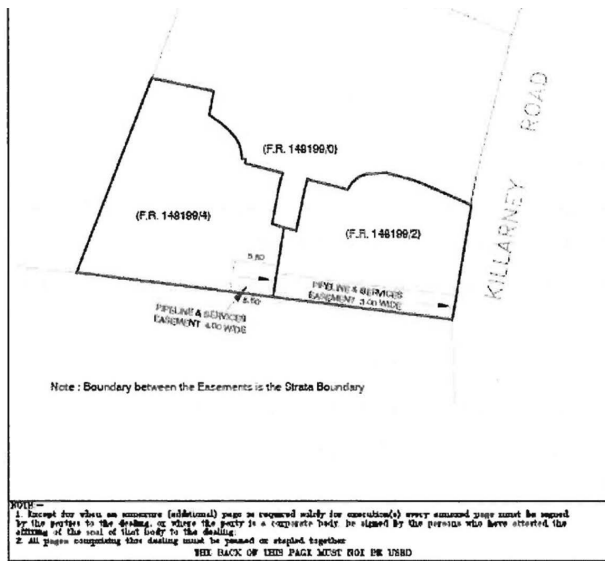 KILLARNEY ROAD
(F.R. 148199/0)
(F.R. 148199/4)
(F.R. 148199/2)
5.50
PIPELINE & SERVICES
EASEMENT 3.00 WIDE
5.50
PIPELINE & SERVICES
EASEMENT 4.00 WIDE
Note : Boundary between the Easements is the Strata Boundary
NOTE :-
1. Except for when an annexure (additional) page is required solely for execution(s) every annexed page must be signed
by the parties to the dealing, or where the party is a corporate body, be signed by the persons who have attested the
affixing of the seal of that body to the dealing.
2. All pages comprising this dealing must be pinned or stapled together
THE BACK OF THIS PAGE MUST NOT BE USED